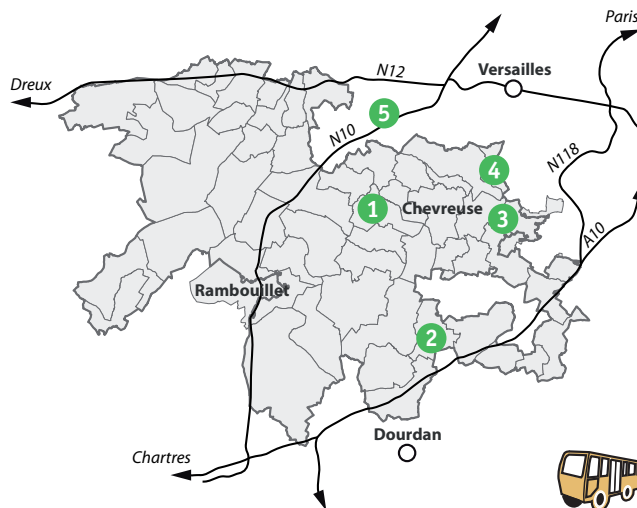 Paris
Versailles
N12
Dreux
5
N10
N118
4
1
Chevreuse
3
A10
Rambouillet
2
Dourdan
Chartres